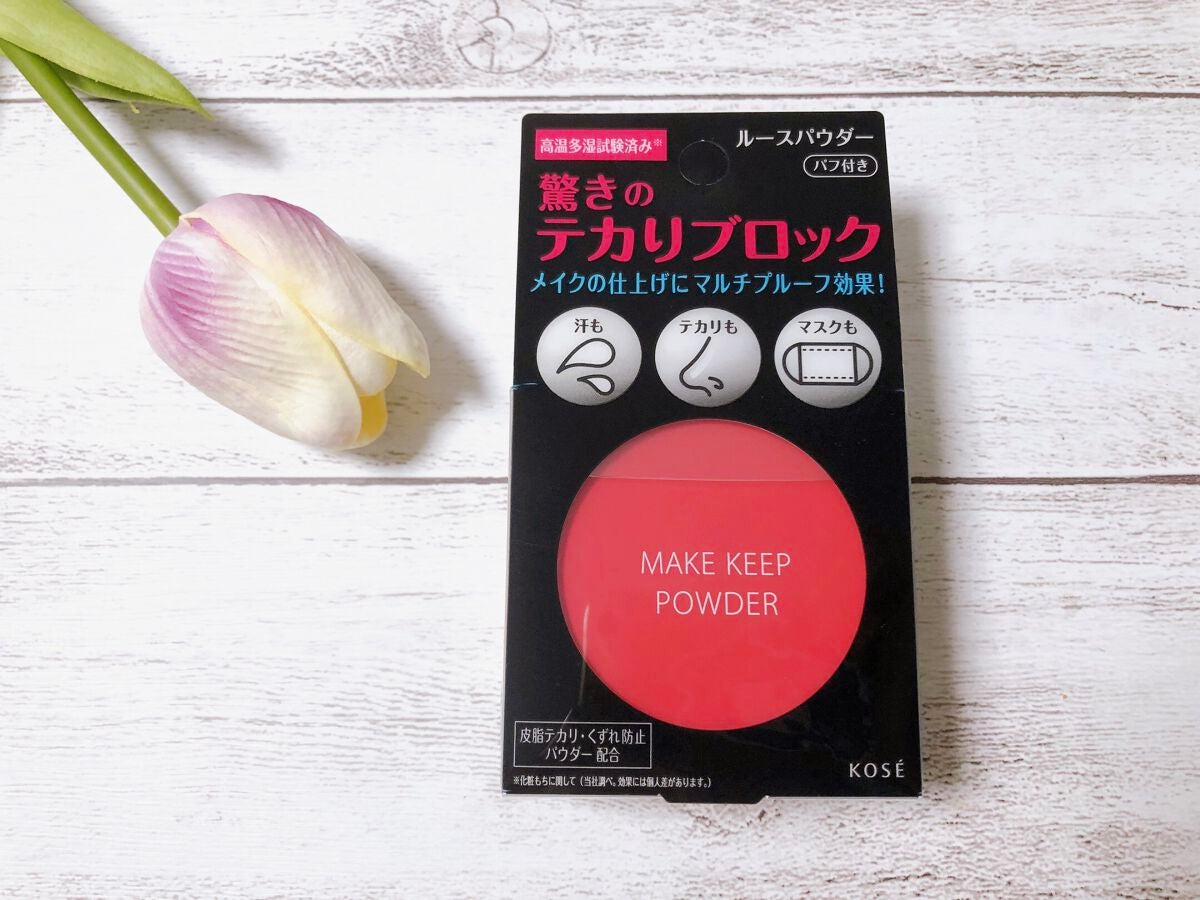 高温多湿試験済み※
ルースパウダー
パフ付き
驚きの
テカりブロック
メイクの仕上げにマルチプルーフ効果!
汗も
テカりも
マスクも
MAKE KEEP
POWDER
皮脂テカリ・くずれ防止
パウダー 配合
※化粧もちに関して(当社調べ。効果には個人差があります。)
KOSÉ